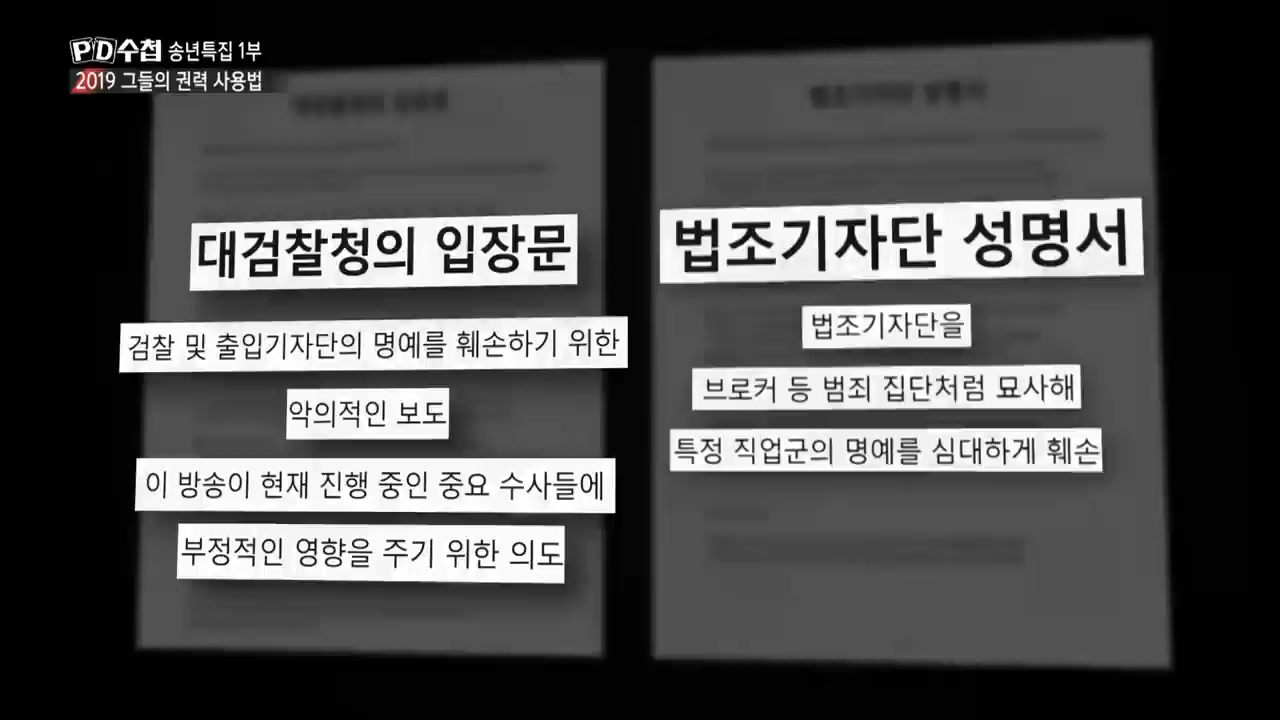 PD수첩 송년특집 1부
2019 그들의 권력 사용법
대검찰청의 입장문
검찰 및 출입기자단의 명예를 훼손하기 위한
악의적인 보도
이 방송이 현재 진행 중인 중요 수사들에
부정적인 영향을 주기 위한 의도
법조기자단 성명서
법조기자단을
브로커 등 범죄 집단처럼 묘사해
특정 직업군의 명예를 심대하게 훼손